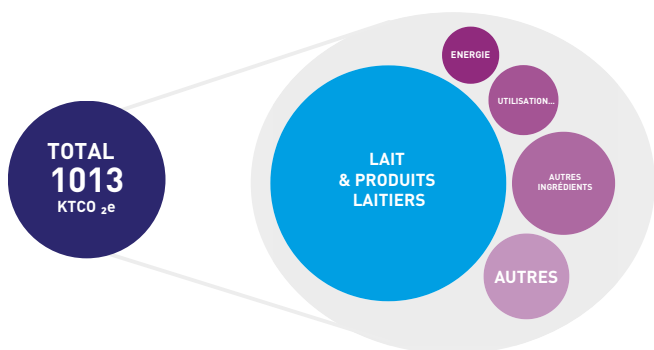 TOTAL
1013
KTCO ₂e
ENERGIE
UTILISATION...
LAIT
& PRODUITS
LAITIERS
AUTRES
INGRÉDIENTS
AUTRES